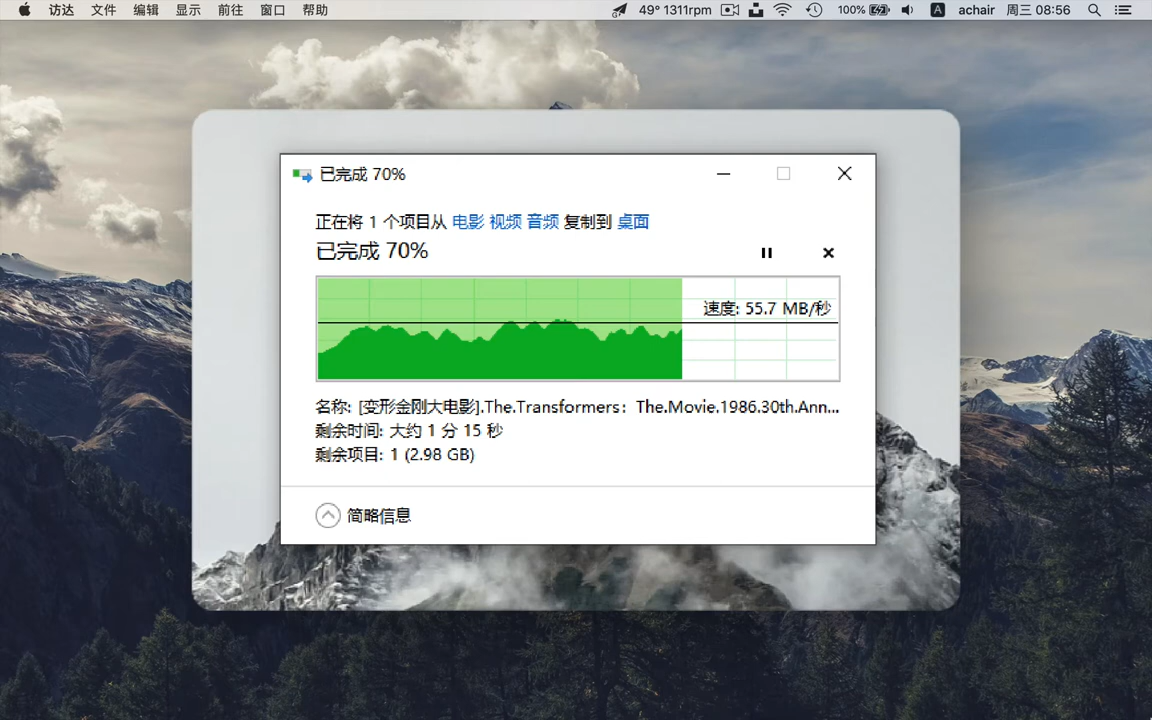 访达 文件 编辑 显示 前往 窗口 帮助 49° 1311rpm 100% A achair 周三 08:56
已完成 70%
正在将 1 个项目从 电影 视频 音频 复制到 桌面
已完成 70%
速度: 55.7 MB/秒
名称: [变形金刚大电影].The.Transformers：The.Movie.1986.30th.Ann...
剩余时间: 大约 1 分 15 秒
剩余项目: 1 (2.98 GB)
简略信息